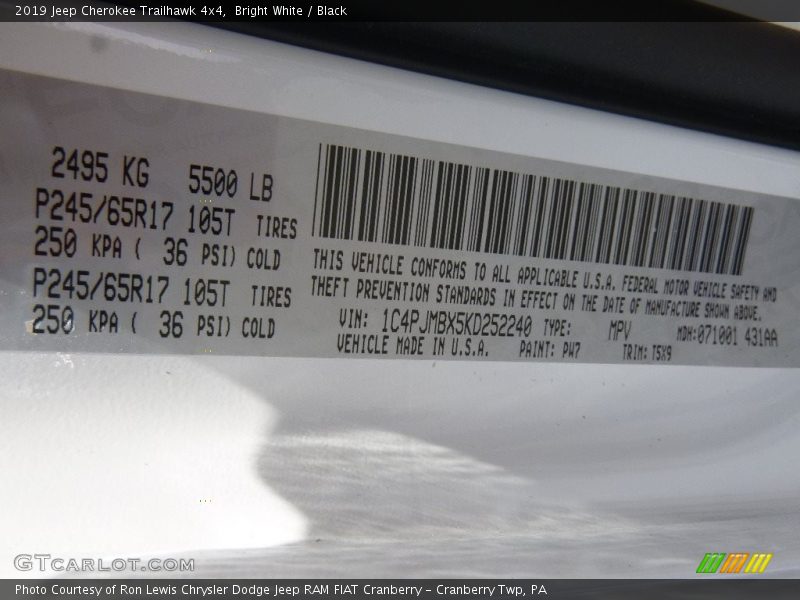 2019 Jeep Cherokee Trailhawk 4x4, Bright White / Black
2495 KG 5500 LB
P245/65R17 105T TIRES
250 KPA ( 36 PSI) COLD
P245/65R17 105T TIRES
250 KPA ( 36 PSI) COLD
THIS VEHICLE CONFORMS TO ALL APPLICABLE U.S.A. FEDERAL MOTOR VEHICLE SAFETY AND
THEFT PREVENTION STANDARDS IN EFFECT ON THE DATE OF MANUFACTURE SHOWN ABOVE.
VIN: 1C4PJMBX5KD252240 TYPE: MPV MDH:071001 431AA
VEHICLE MADE IN U.S.A. PAINT: PW7 TRIM: T5X9
GTCARLOT.COM
Photo Courtesy of Ron Lewis Chrysler Dodge Jeep RAM FIAT Cranberry – Cranberry Twp, PA